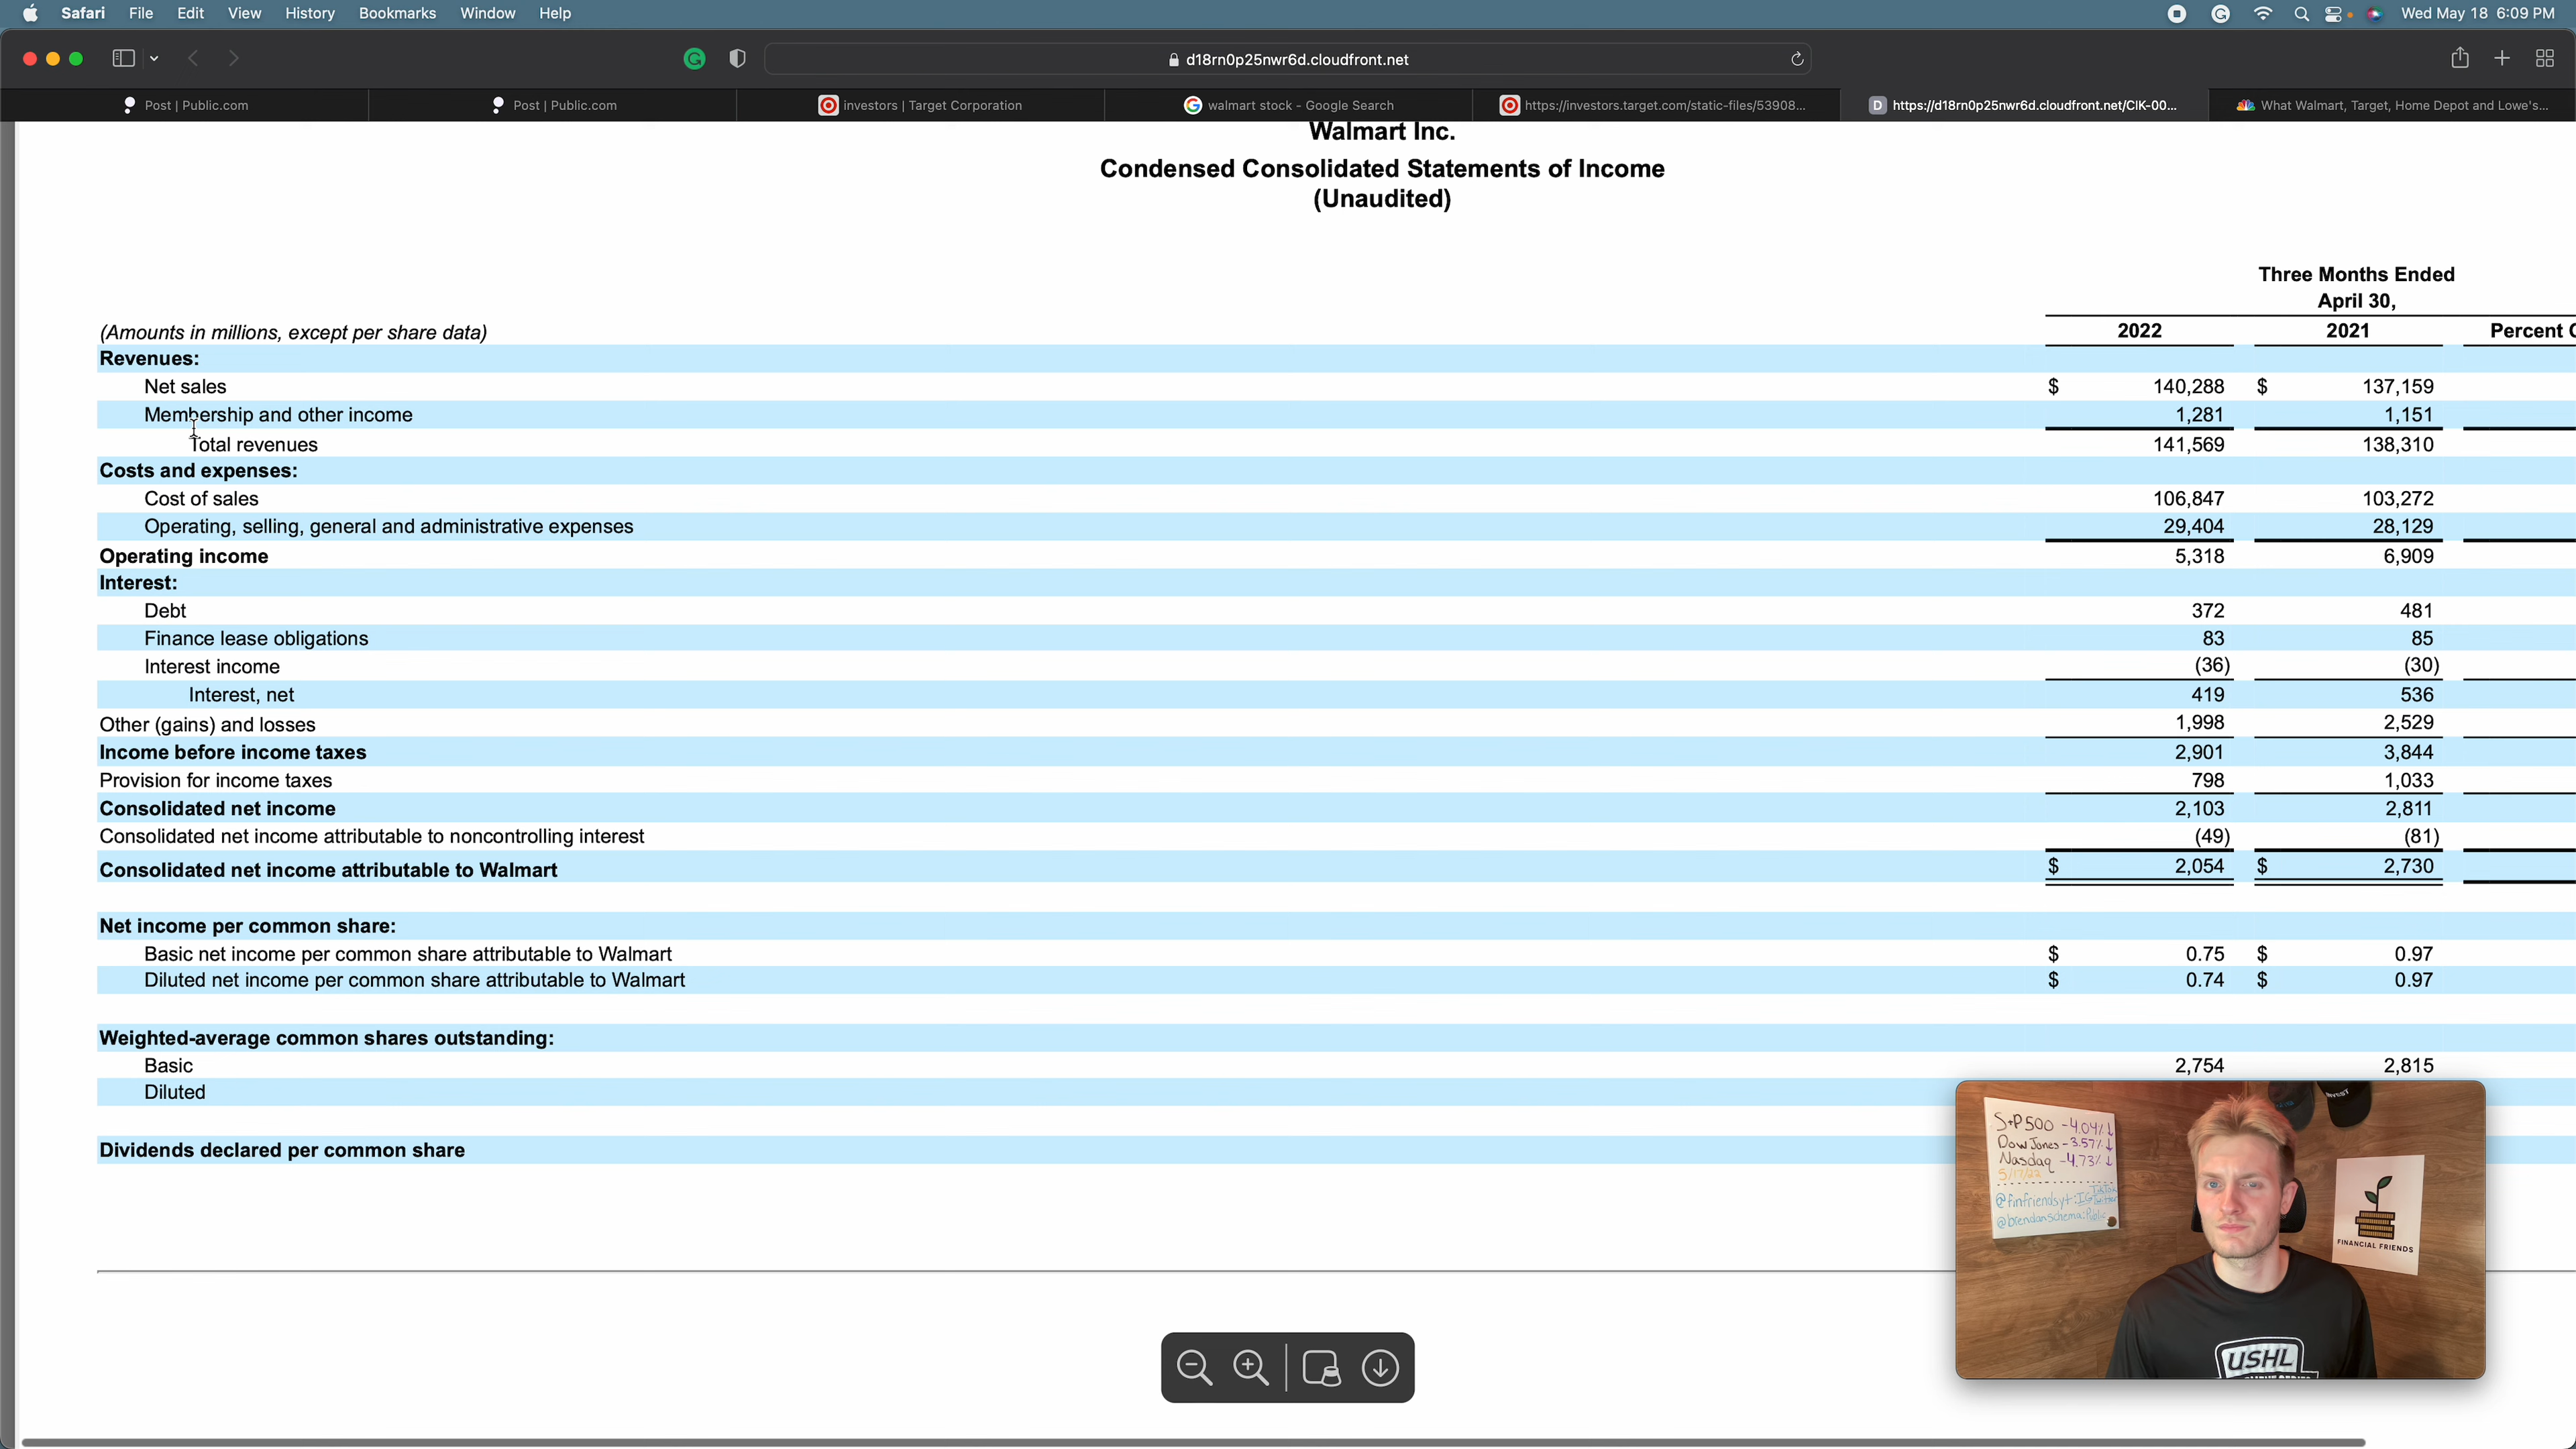 Safari File Edit View History Bookmarks Window Help Wed May 18 6:09 PM
d18rn0p25nwr6d.cloudfront.net
Post | Public.com Post | Public.com investors | Target Corporation walmart stock - Google Search https://investors.target.com/static-files/53908... D https://d18rn0p25nwr6d.cloudfront.net/CIK-00... What Walmart, Target, Home Depot and Lowe's...
Walmart Inc.
Condensed Consolidated Statements of Income
(Unaudited)
Three Months Ended
April 30,
(Amounts in millions, except per share data) 2022 2021 Percent C
Revenues:
Net sales $ 140,288 $ 137,159
Membership and other income 1,281 1,151
Total revenues 141,569 138,310
Costs and expenses:
Cost of sales 106,847 103,272
Operating, selling, general and administrative expenses 29,404 28,129
Operating income 5,318 6,909
Interest:
Debt 372 481
Finance lease obligations 83 85
Interest income (36) (30)
Interest, net 419 536
Other (gains) and losses 1,998 2,529
Income before income taxes 2,901 3,844
Provision for income taxes 798 1,033
Consolidated net income 2,103 2,811
Consolidated net income attributable to noncontrolling interest (49) (81)
Consolidated net income attributable to Walmart $ 2,054 $ 2,730
Net income per common share:
Basic net income per common share attributable to Walmart $ 0.75 $ 0.97
Diluted net income per common share attributable to Walmart $ 0.74 $ 0.97
Weighted-average common shares outstanding:
Basic 2,754 2,815
Diluted
Dividends declared per common share
S+P500 -4.04%↓
Dow Jones -3.57%↓
Nasdaq -4.73%↓
5/17/22
@finfriendsyt: IG TikTok
@brendanschema: Public
INVEST
FINANCIAL FRIENDS
USHL